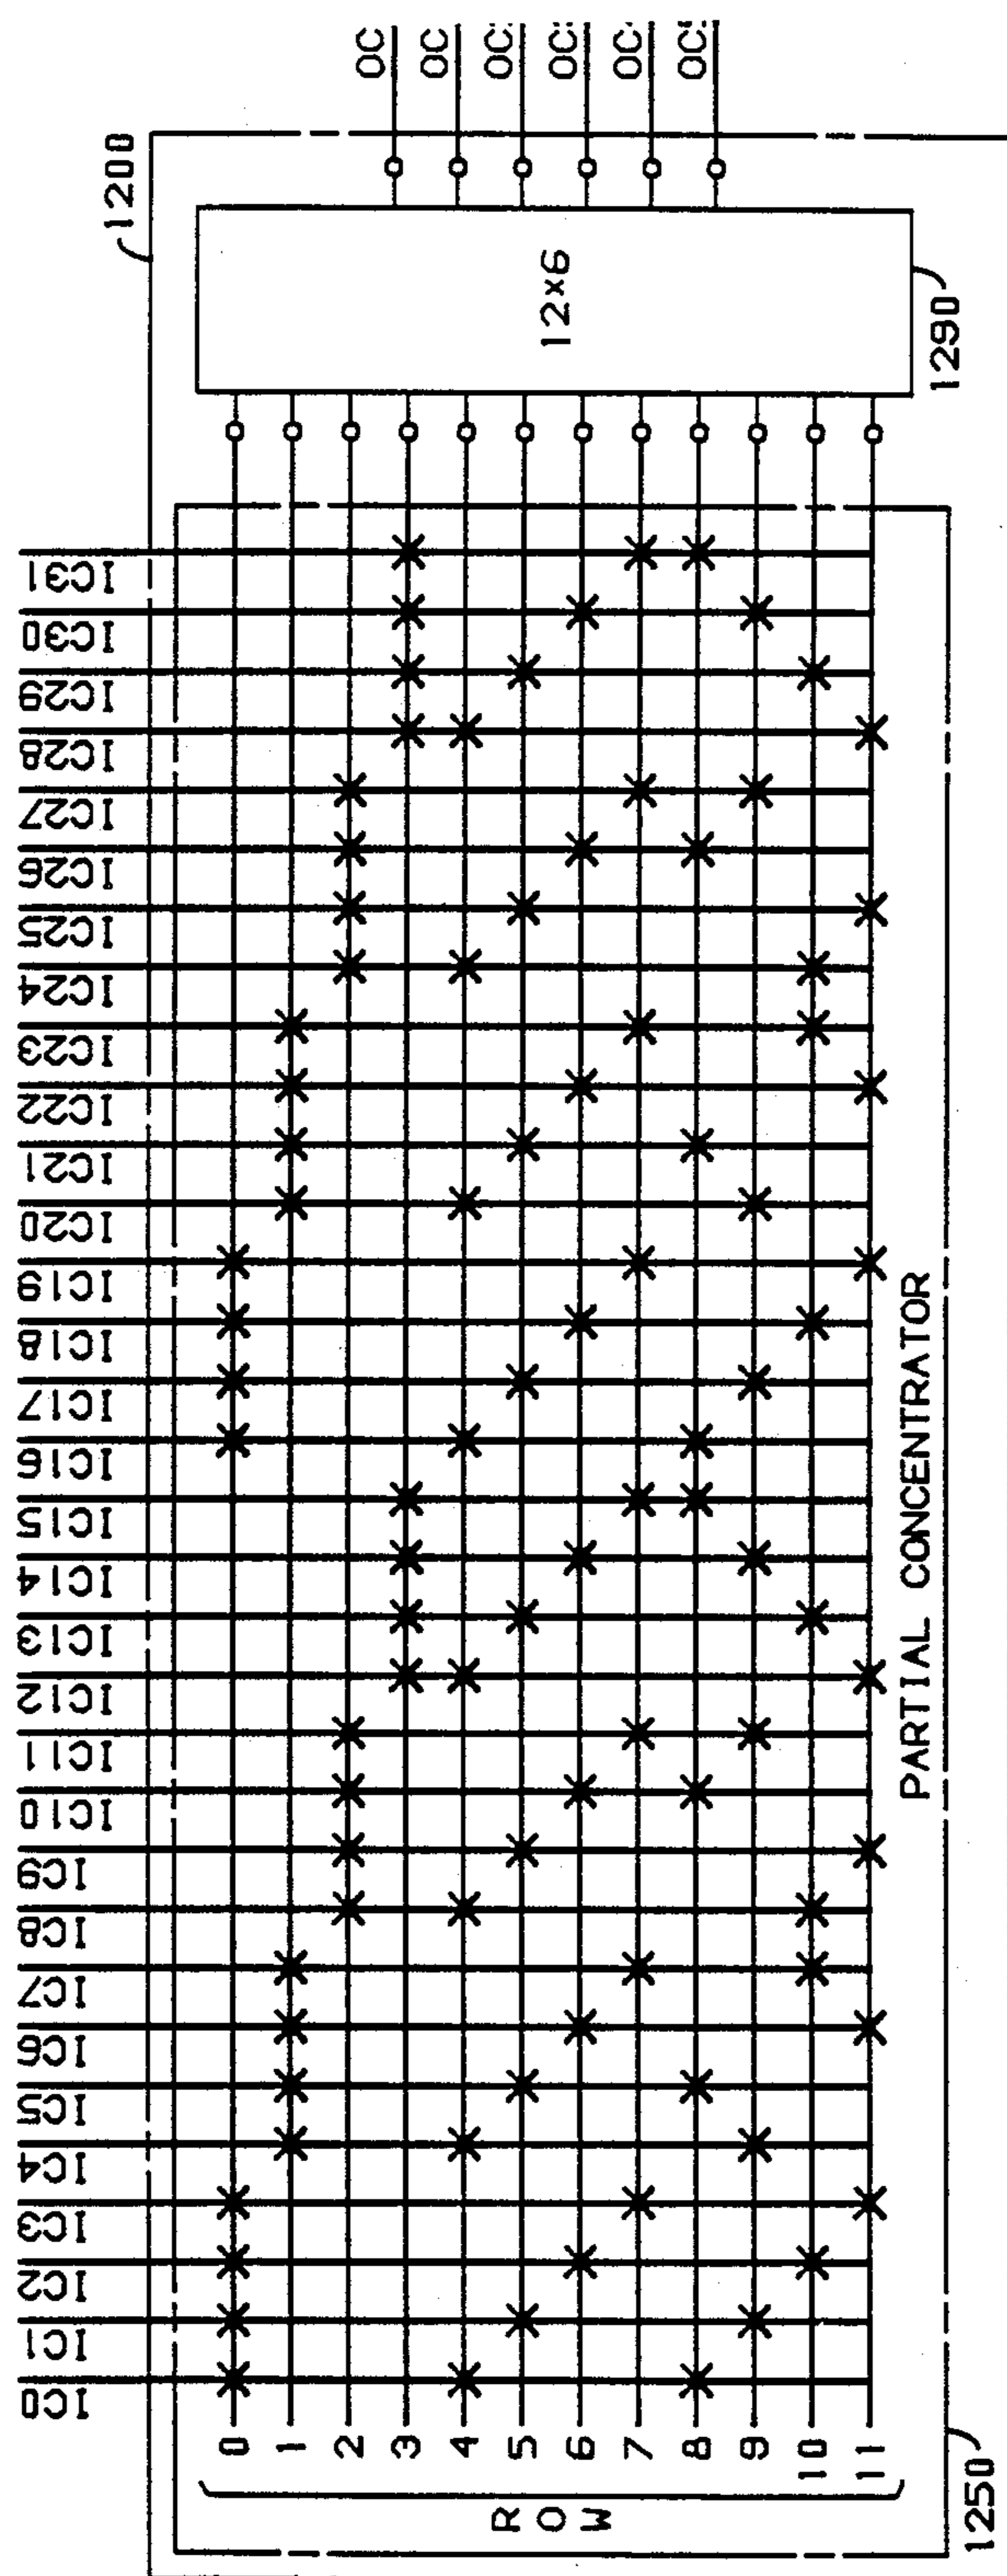 1200
IC0
IC1
IC2
IC3
IC4
IC5
IC6
IC7
IC8
IC9
IC10
IC11
IC12
IC13
IC14
IC15
IC16
IC17
IC18
IC19
IC20
IC21
IC22
IC23
IC24
IC25
IC26
IC27
IC28
IC29
IC30
IC31
ROW
0
1
2
3
4
5
6
7
8
9
10
11
12×6
1290
OC
OC
OC
OC
OC
OC
PARTIAL CONCENTRATOR
1250